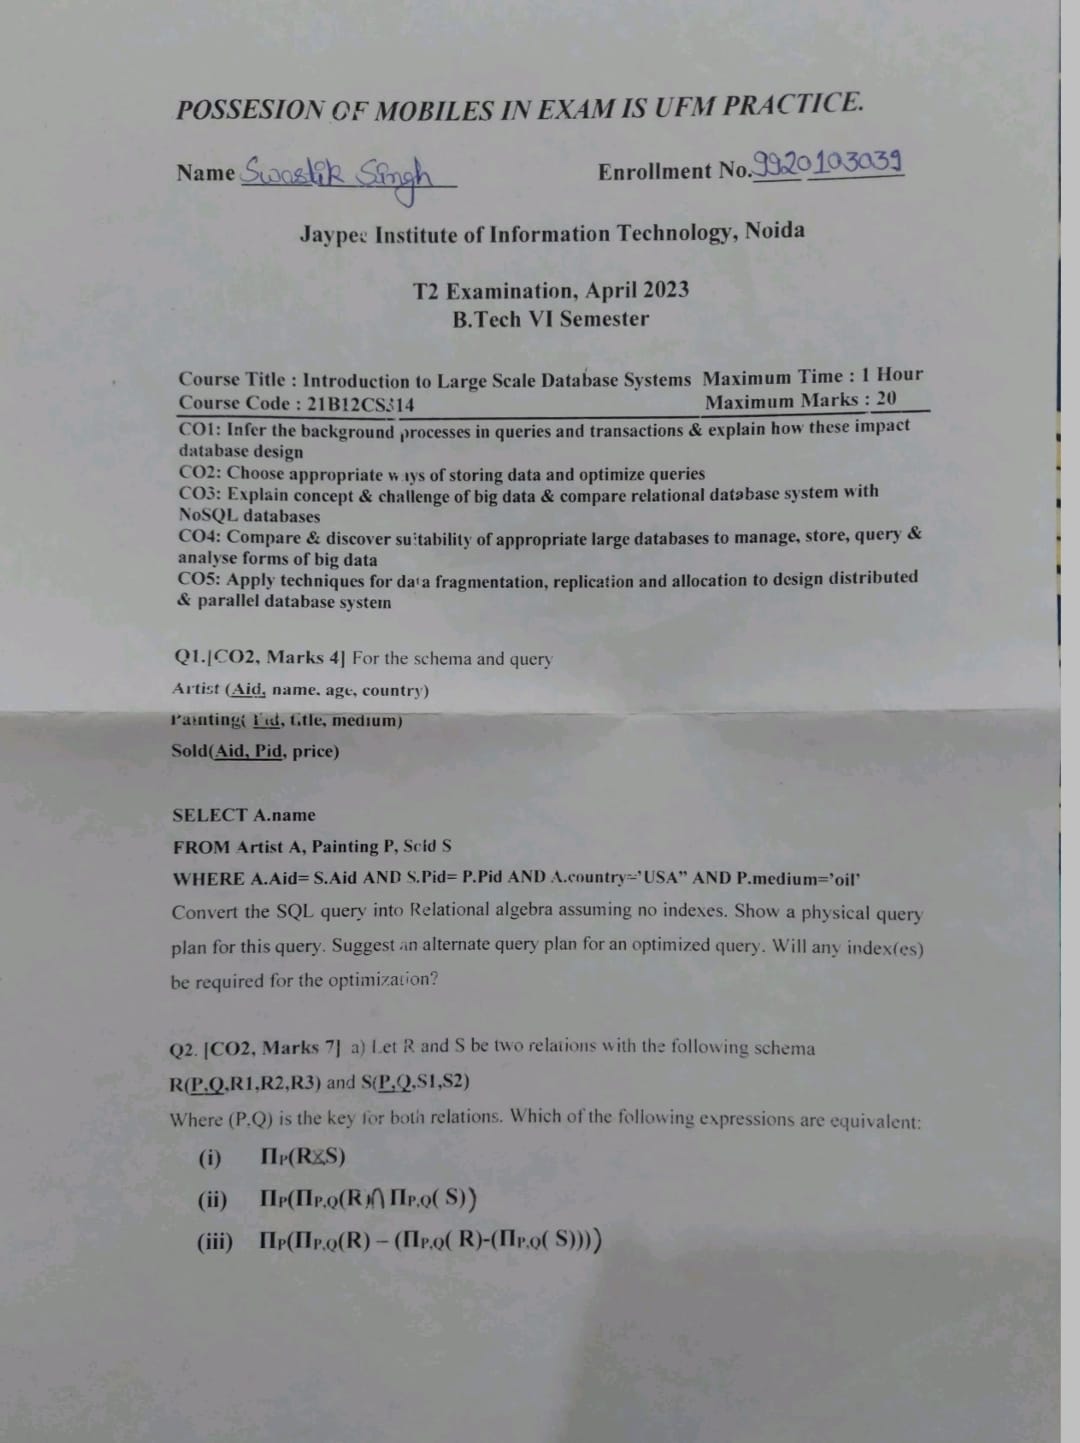 POSSESION OF MOBILES IN EXAM IS UFM PRACTICE.
Name Swastik Singh Enrollment No. 9920103039
Jaypee Institute of Information Technology, Noida
T2 Examination, April 2023
B.Tech VI Semester
Course Title : Introduction to Large Scale Database Systems Maximum Time : 1 Hour
Course Code : 21B12CS314 Maximum Marks : 20
CO1: Infer the background processes in queries and transactions & explain how these impact
database design
CO2: Choose appropriate ways of storing data and optimize queries
CO3: Explain concept & challenge of big data & compare relational database system with
NoSQL databases
CO4: Compare & discover suitability of appropriate large databases to manage, store, query &
analyse forms of big data
CO5: Apply techniques for data fragmentation, replication and allocation to design distributed
& parallel database system
Q1.[CO2, Marks 4] For the schema and query
Artist (Aid, name, age, country)
Painting( Pid, title, medium)
Sold(Aid, Pid, price)
SELECT A.name
FROM Artist A, Painting P, Sold S
WHERE A.Aid= S.Aid AND S.Pid= P.Pid AND A.country='USA" AND P.medium='oil'
Convert the SQL query into Relational algebra assuming no indexes. Show a physical query
plan for this query. Suggest an alternate query plan for an optimized query. Will any index(es)
be required for the optimization?
Q2. [CO2, Marks 7] a) Let R and S be two relations with the following schema
R(P,Q,R1,R2,R3) and S(P,Q,S1,S2)
Where (P,Q) is the key for both relations. Which of the following expressions are equivalent:
(i) ΠP(R⋈S)
(ii) ΠP(ΠP,Q(R)⋂ ΠP,Q( S))
(iii) ΠP(ΠP,Q(R) – (ΠP,Q( R)-(ΠP,Q( S))))